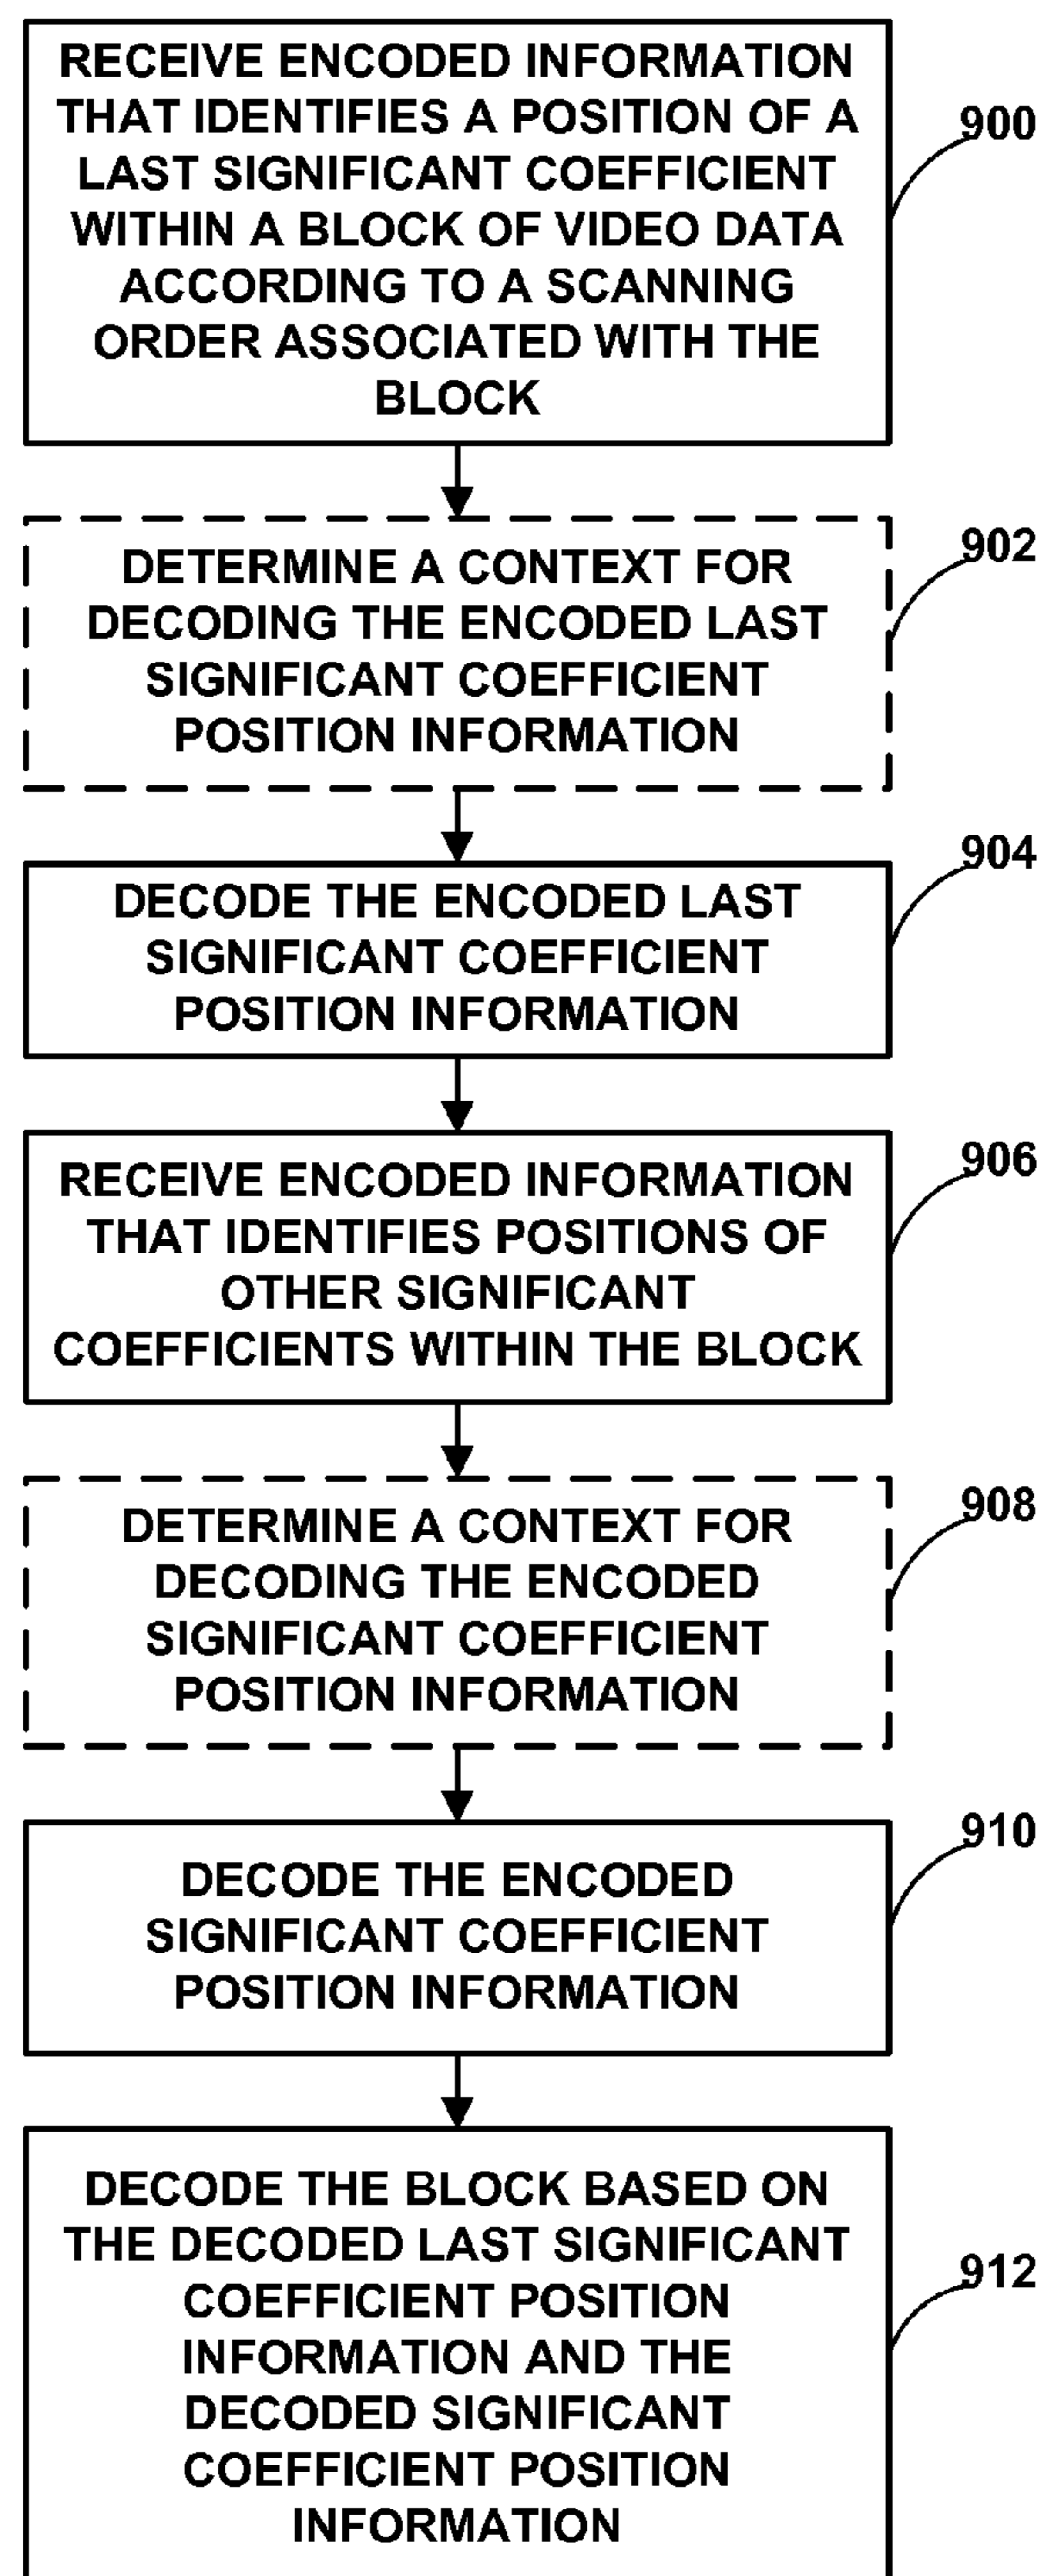 RECEIVE ENCODED INFORMATION
THAT IDENTIFIES A POSITION OF A
LAST SIGNIFICANT COEFFICIENT
WITHIN A BLOCK OF VIDEO DATA
ACCORDING TO A SCANNING
ORDER ASSOCIATED WITH THE
BLOCK
900
DETERMINE A CONTEXT FOR
DECODING THE ENCODED LAST
SIGNIFICANT COEFFICIENT
POSITION INFORMATION
902
DECODE THE ENCODED LAST
SIGNIFICANT COEFFICIENT
POSITION INFORMATION
904
RECEIVE ENCODED INFORMATION
THAT IDENTIFIES POSITIONS OF
OTHER SIGNIFICANT
COEFFICIENTS WITHIN THE BLOCK
906
DETERMINE A CONTEXT FOR
DECODING THE ENCODED
SIGNIFICANT COEFFICIENT
POSITION INFORMATION
908
DECODE THE ENCODED
SIGNIFICANT COEFFICIENT
POSITION INFORMATION
910
DECODE THE BLOCK BASED ON
THE DECODED LAST SIGNIFICANT
COEFFICIENT POSITION
INFORMATION AND THE
DECODED SIGNIFICANT
COEFFICIENT POSITION
INFORMATION
912